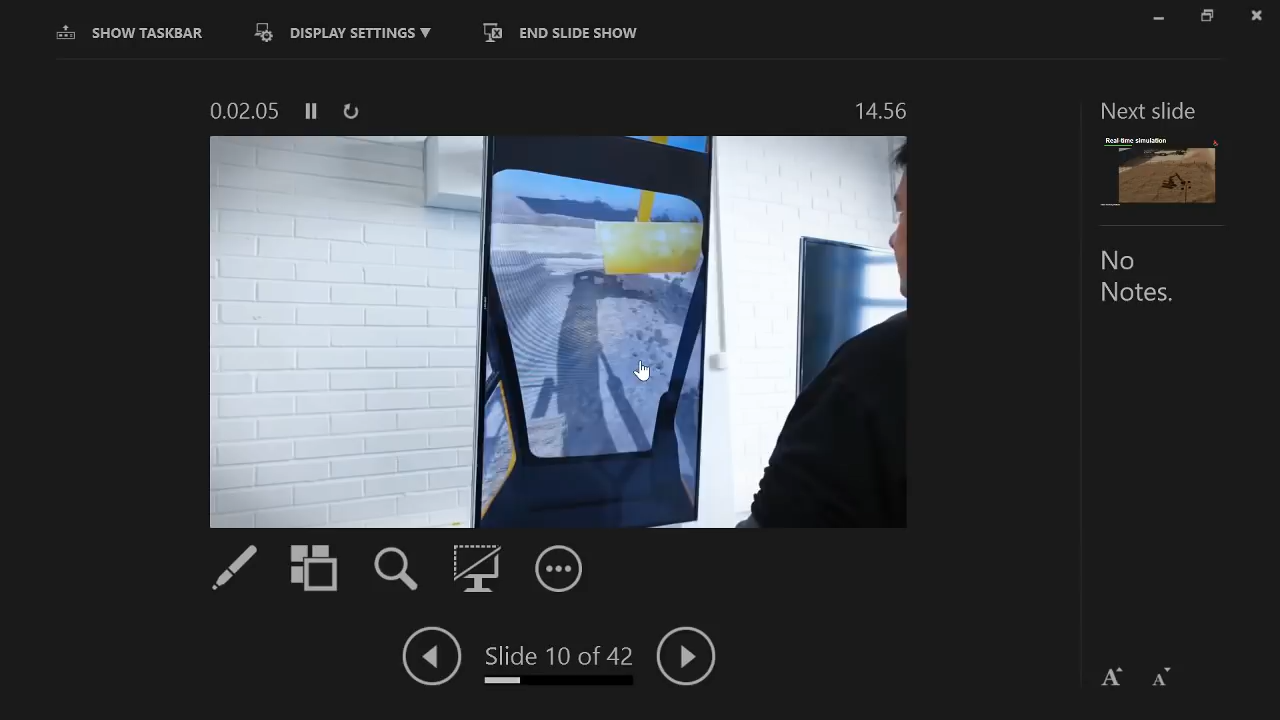 SHOW TASKBAR
DISPLAY SETTINGS ▼
END SLIDE SHOW
0.02.05
14.56
Next slide
Real-time simulation
No
Notes.
Slide 10 of 42
A
A